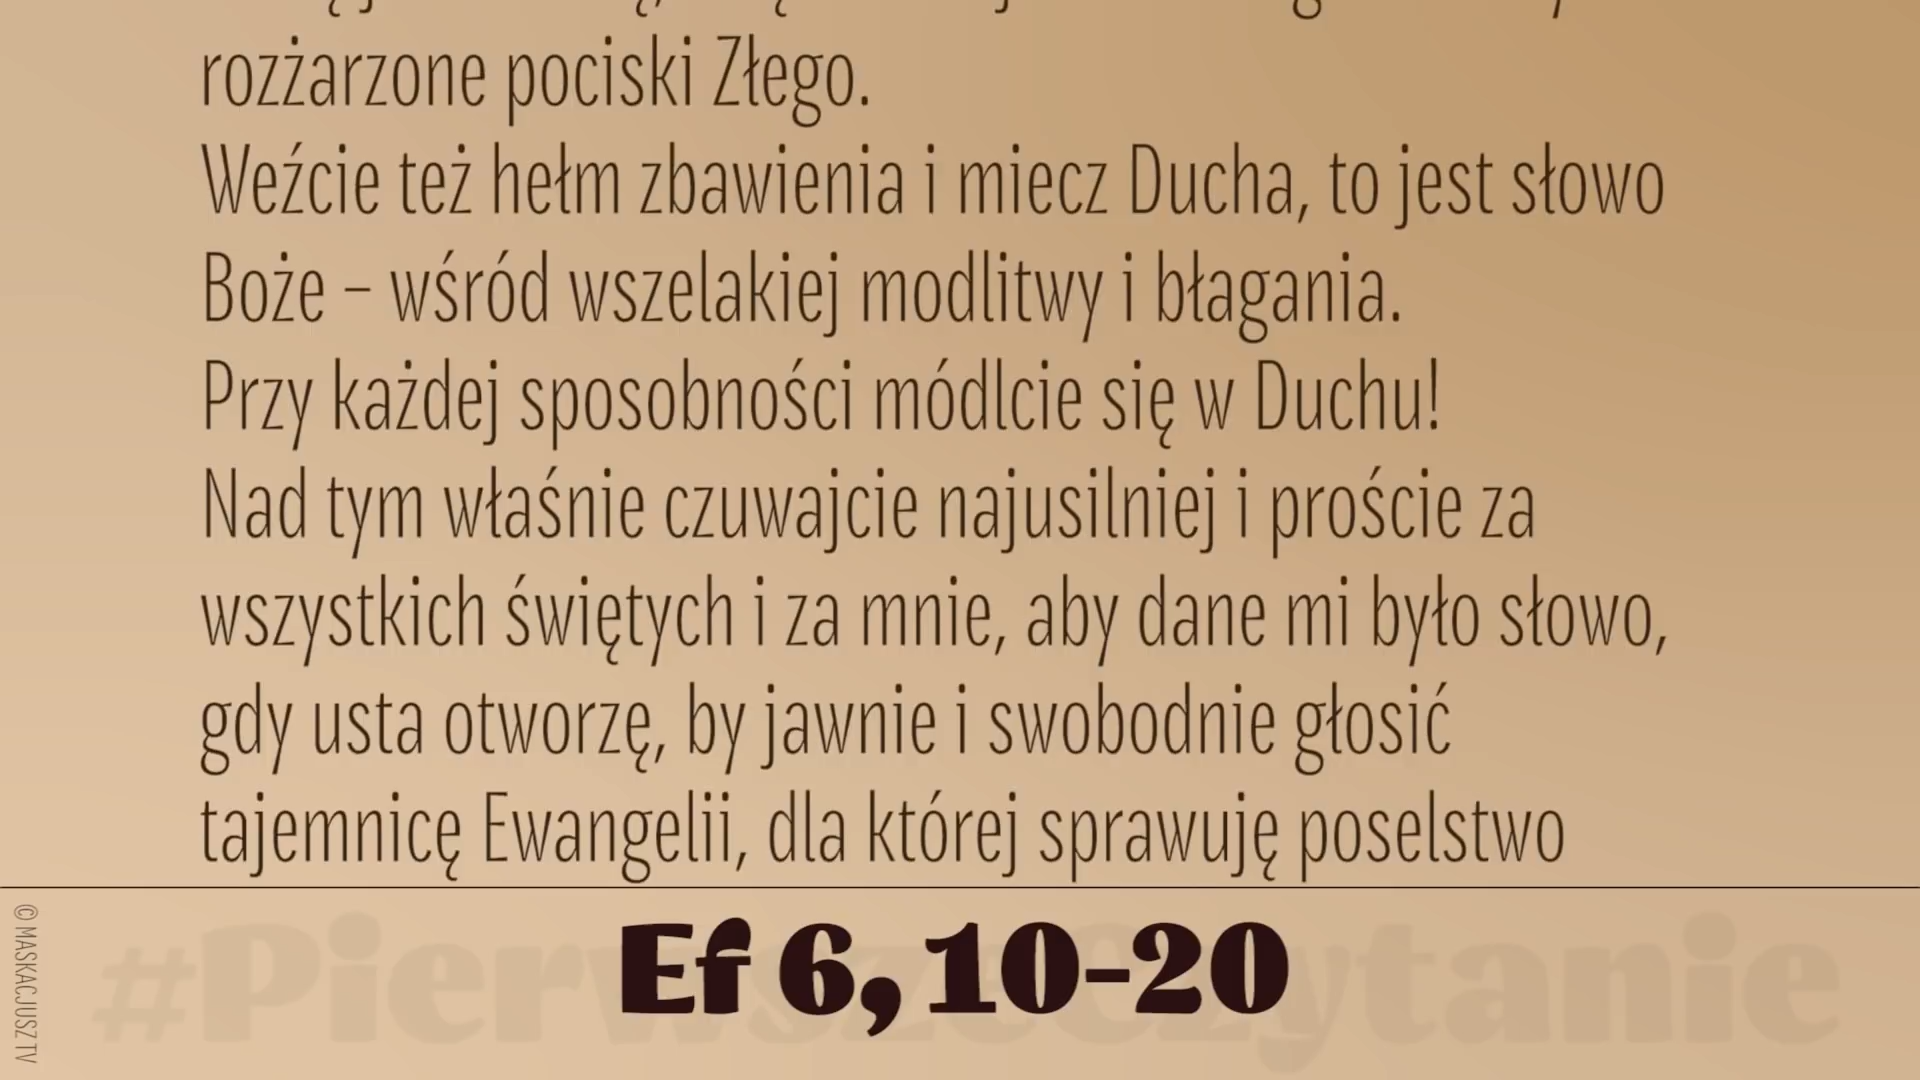 rozżarzone pociski Złego.
Weźcie też hełm zbawienia i miecz Ducha, to jest słowo
Boże – wśród wszelakiej modlitwy i błagania.
Przy każdej sposobności módlcie się w Duchu!
Nad tym właśnie czuwajcie najusilniej i proście za
wszystkich świętych i za mnie, aby dane mi było słowo,
gdy usta otworzę, by jawnie i swobodnie głosić
tajemnicę Ewangelii, dla której sprawuję poselstwo
#PierwszeCzytanie
Ef 6, 10-20
© MASKACJUSZ TV